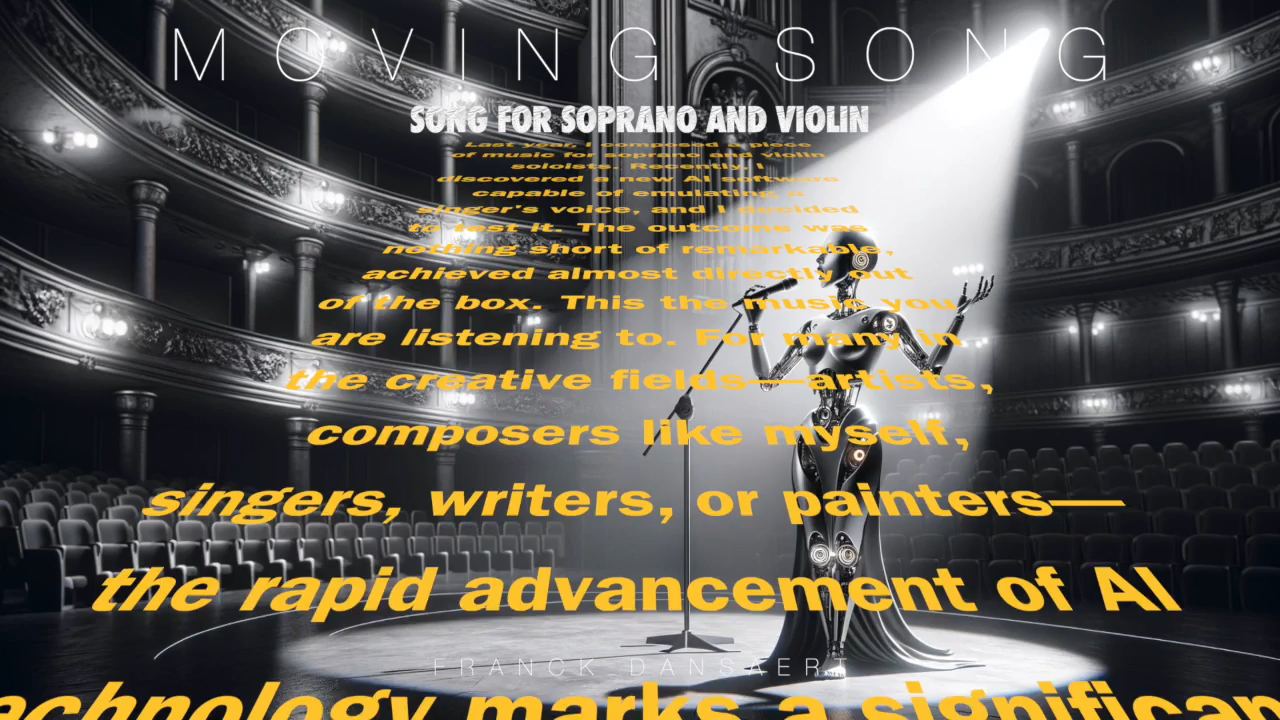 MOVING SONG
SONG FOR SOPRANO AND VIOLIN
Last year, I composed a piece
of music for soprano and violin
soloists. Recently I
discovered a new AI software
capable of emulating a
singer's voice, and I decided
to test it. The outcome was
nothing short of remarkable,
achieved almost directly out
of the box. This the music you
are listening to. For many in
the creative fields—artists,
composers like myself,
singers, writers, or painters—
the rapid advancement of AI
FRANCK DANSAERT
marks a